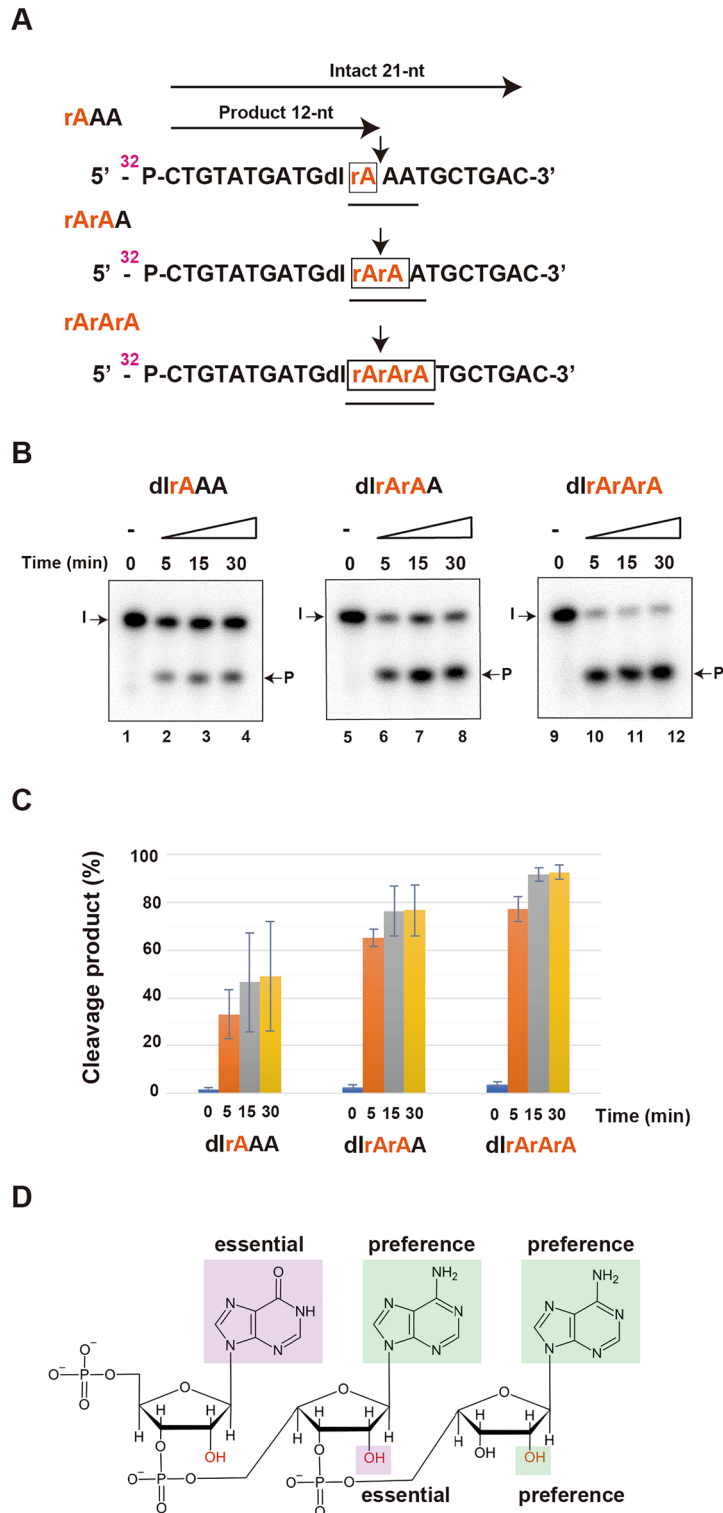 A
Intact 21-nt
rAAA
Product 12-nt
5’ - 32P-CTGTATGATGdI rA AATGCTGAC-3’
rArAA
5’ - 32P-CTGTATGATGdI rArA ATGCTGAC-3’
rArArA
5’ - 32P-CTGTATGATGdI rArArA TGCTGAC-3’
B
dIrAAA dIrArAA dIrArArA
- - -
Time (min) 0 5 15 30 0 5 15 30 0 5 15 30
I I I
P P P
1 2 3 4 5 6 7 8 9 10 11 12
C
Cleavage product (%)
100
80
60
40
20
0
0 5 15 30 0 5 15 30 0 5 15 30 Time (min)
dIrAAA dIrArAA dIrArArA
D
essential preference preference
O NH2 NH2
N NH N N N N
N N N N N N
O- O O O
O- P O
O H H H H H H
H H H H H H
O OH O OH OH OH
O- P O O- P O
O O
essential preference